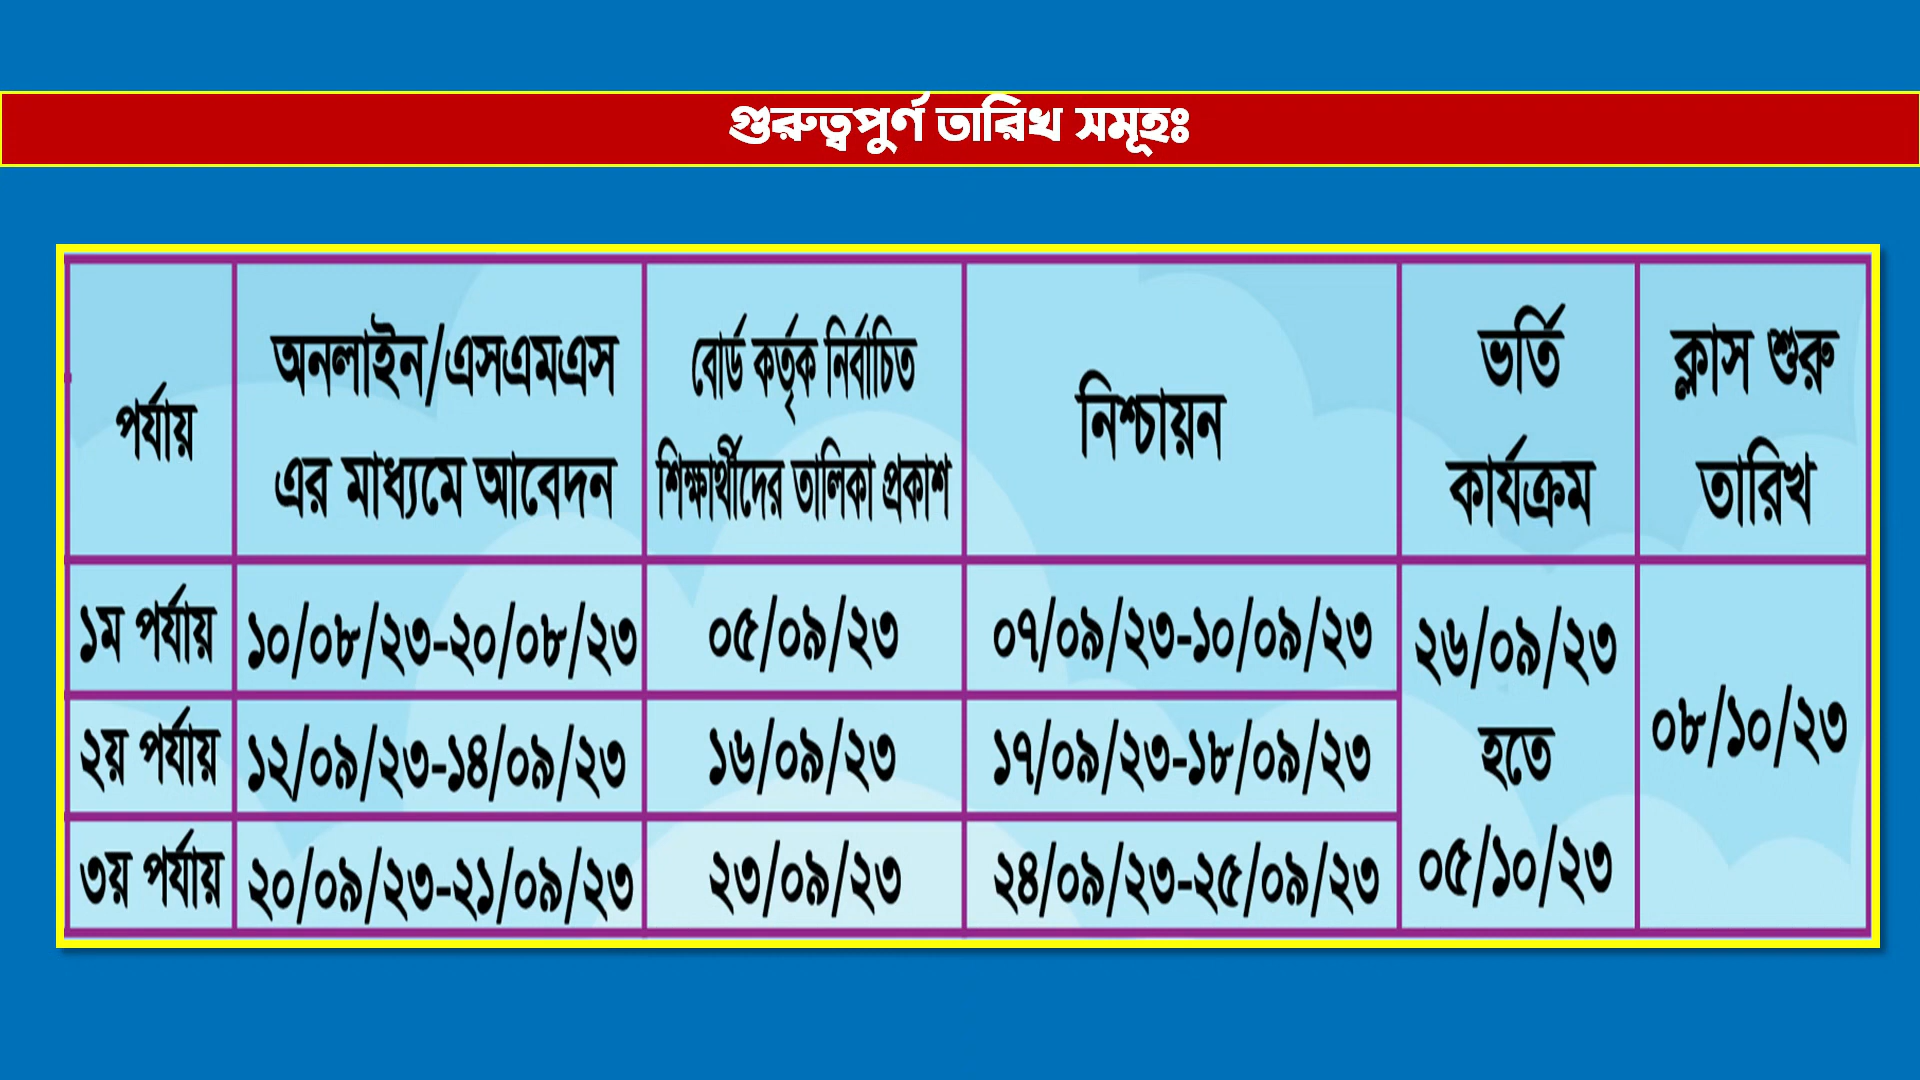 গুরুত্বপুর্ণ তারিখ সমূহঃ
পর্যায়
অনলাইন/এসএমএস
এর মাধ্যমে আবেদন
বোর্ড কর্তৃক নির্বাচিত
শিক্ষার্থীদের তালিকা প্রকাশ
নিশ্চায়ন
ভর্তি
কার্যক্রম
ক্লাস শুরু
তারিখ
১ম পর্যায়
১০/০৮/২৩-২০/০৮/২৩
০৫/০৯/২৩
০৭/০৯/২৩-১০/০৯/২৩
২য় পর্যায়
১২/০৯/২৩-১৪/০৯/২৩
১৬/০৯/২৩
১৭/০৯/২৩-১৮/০৯/২৩
৩য় পর্যায়
২০/০৯/২৩-২১/০৯/২৩
২৩/০৯/২৩
২৪/০৯/২৩-২৫/০৯/২৩
২৬/০৯/২৩
হতে
০৫/১০/২৩
০৮/১০/২৩